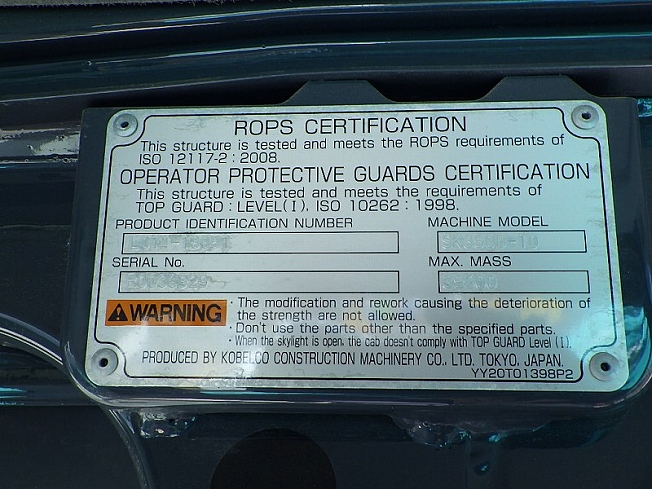 ROPS CERTIFICATION
This structure is tested and meets the ROPS requirements of
ISO 12117-2 : 2008.
OPERATOR PROTECTIVE GUARDS CERTIFICATION
This structure is tested and meets the requirements of
TOP GUARD : LEVEL(I), ISO 10262 : 1998.
PRODUCT IDENTIFICATION NUMBER
MACHINE MODEL
SERIAL No.
MAX. MASS
WARNING
· The modification and rework causing the deterioration of
the strength are not allowed.
· Don't use the parts other than the specified parts.
· When the skylight is open, the cab doesn't comply with TOP GUARD Level (I).
PRODUCED BY KOBELCO CONSTRUCTION MACHINERY CO., LTD. TOKYO, JAPAN.
YY20T01398P2